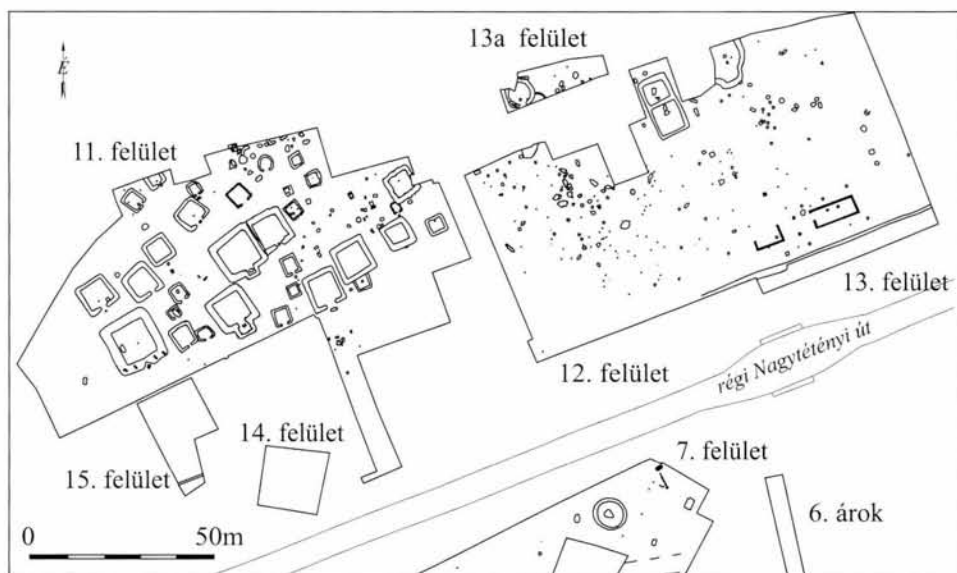 É
13a felület
11. felület
13. felület
12. felület
régi Nagytétényi út
14. felület
7. felület
15. felület
6. árok
0 50m